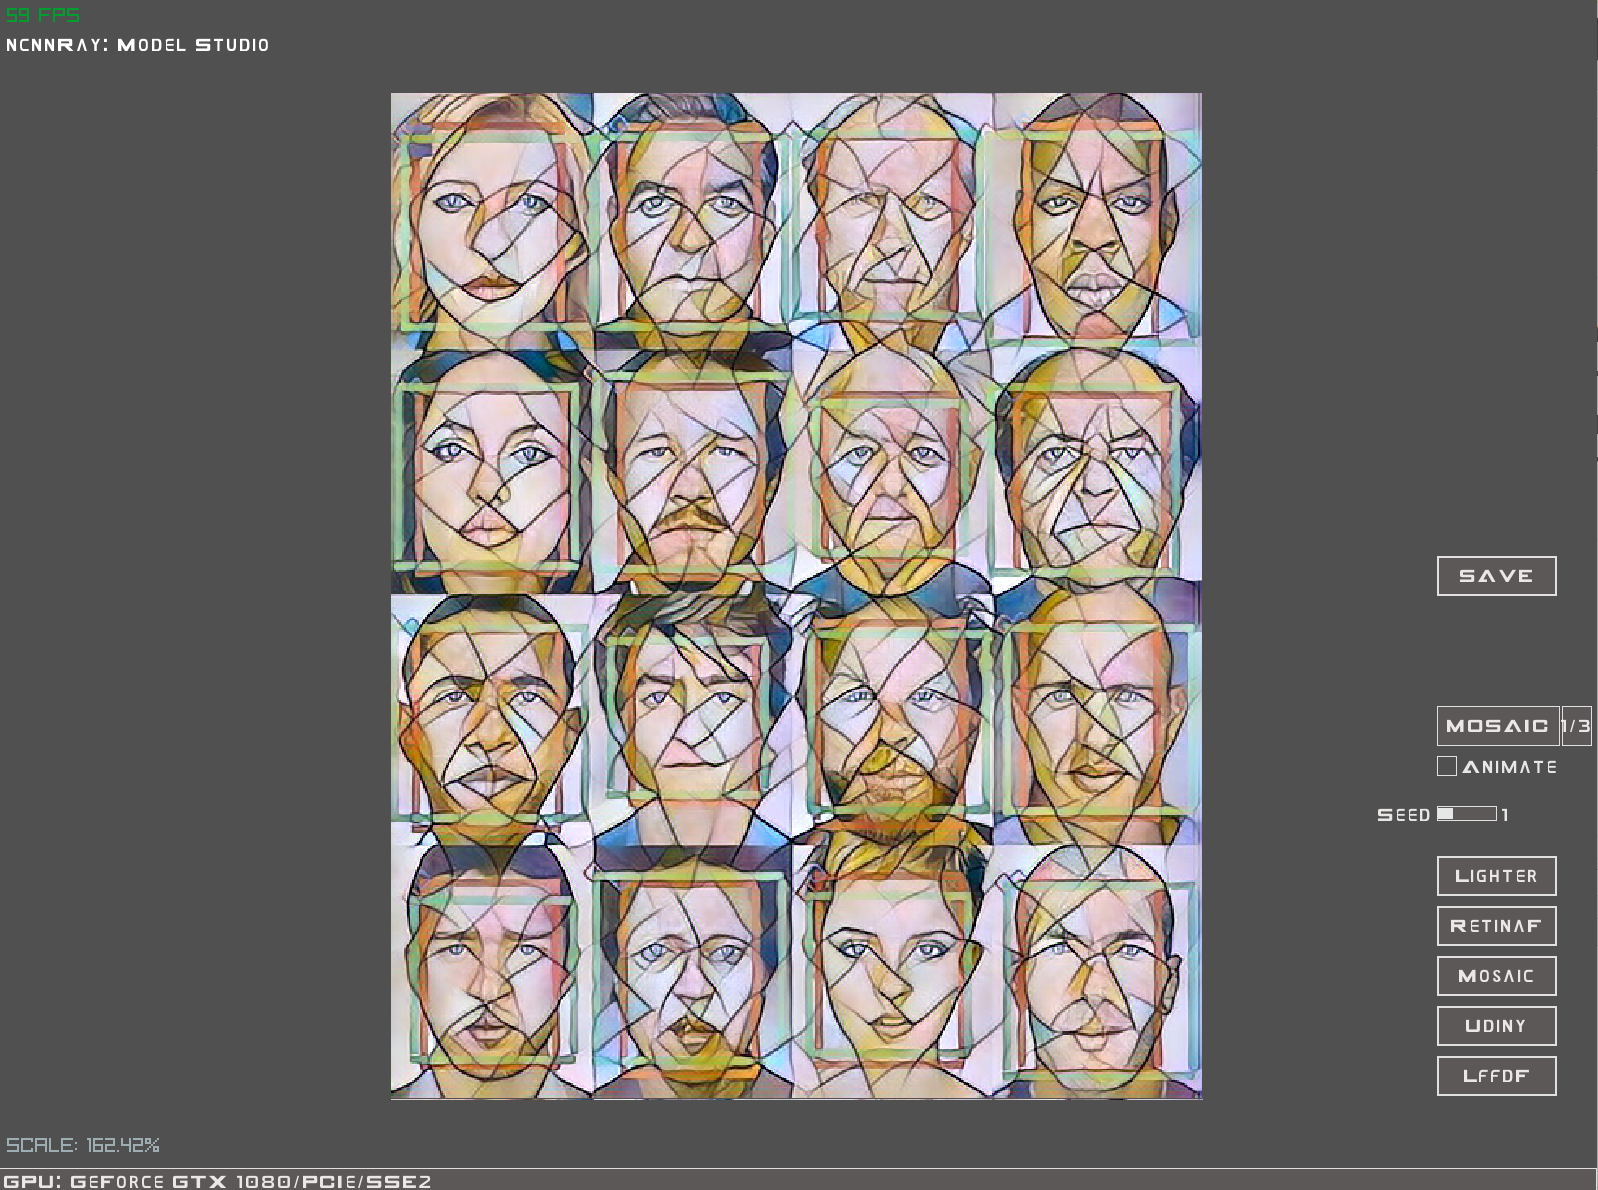 59 FPS
ncnnRay: Model Studio
SAVE
MOSAIC 1/3
Animate
Seed 1
Lighter
RetinaF
Mosaic
Udiny
LffdF
SCALE: 162.42%
GPU: GeForce GTX 1080/PCIe/SSE2